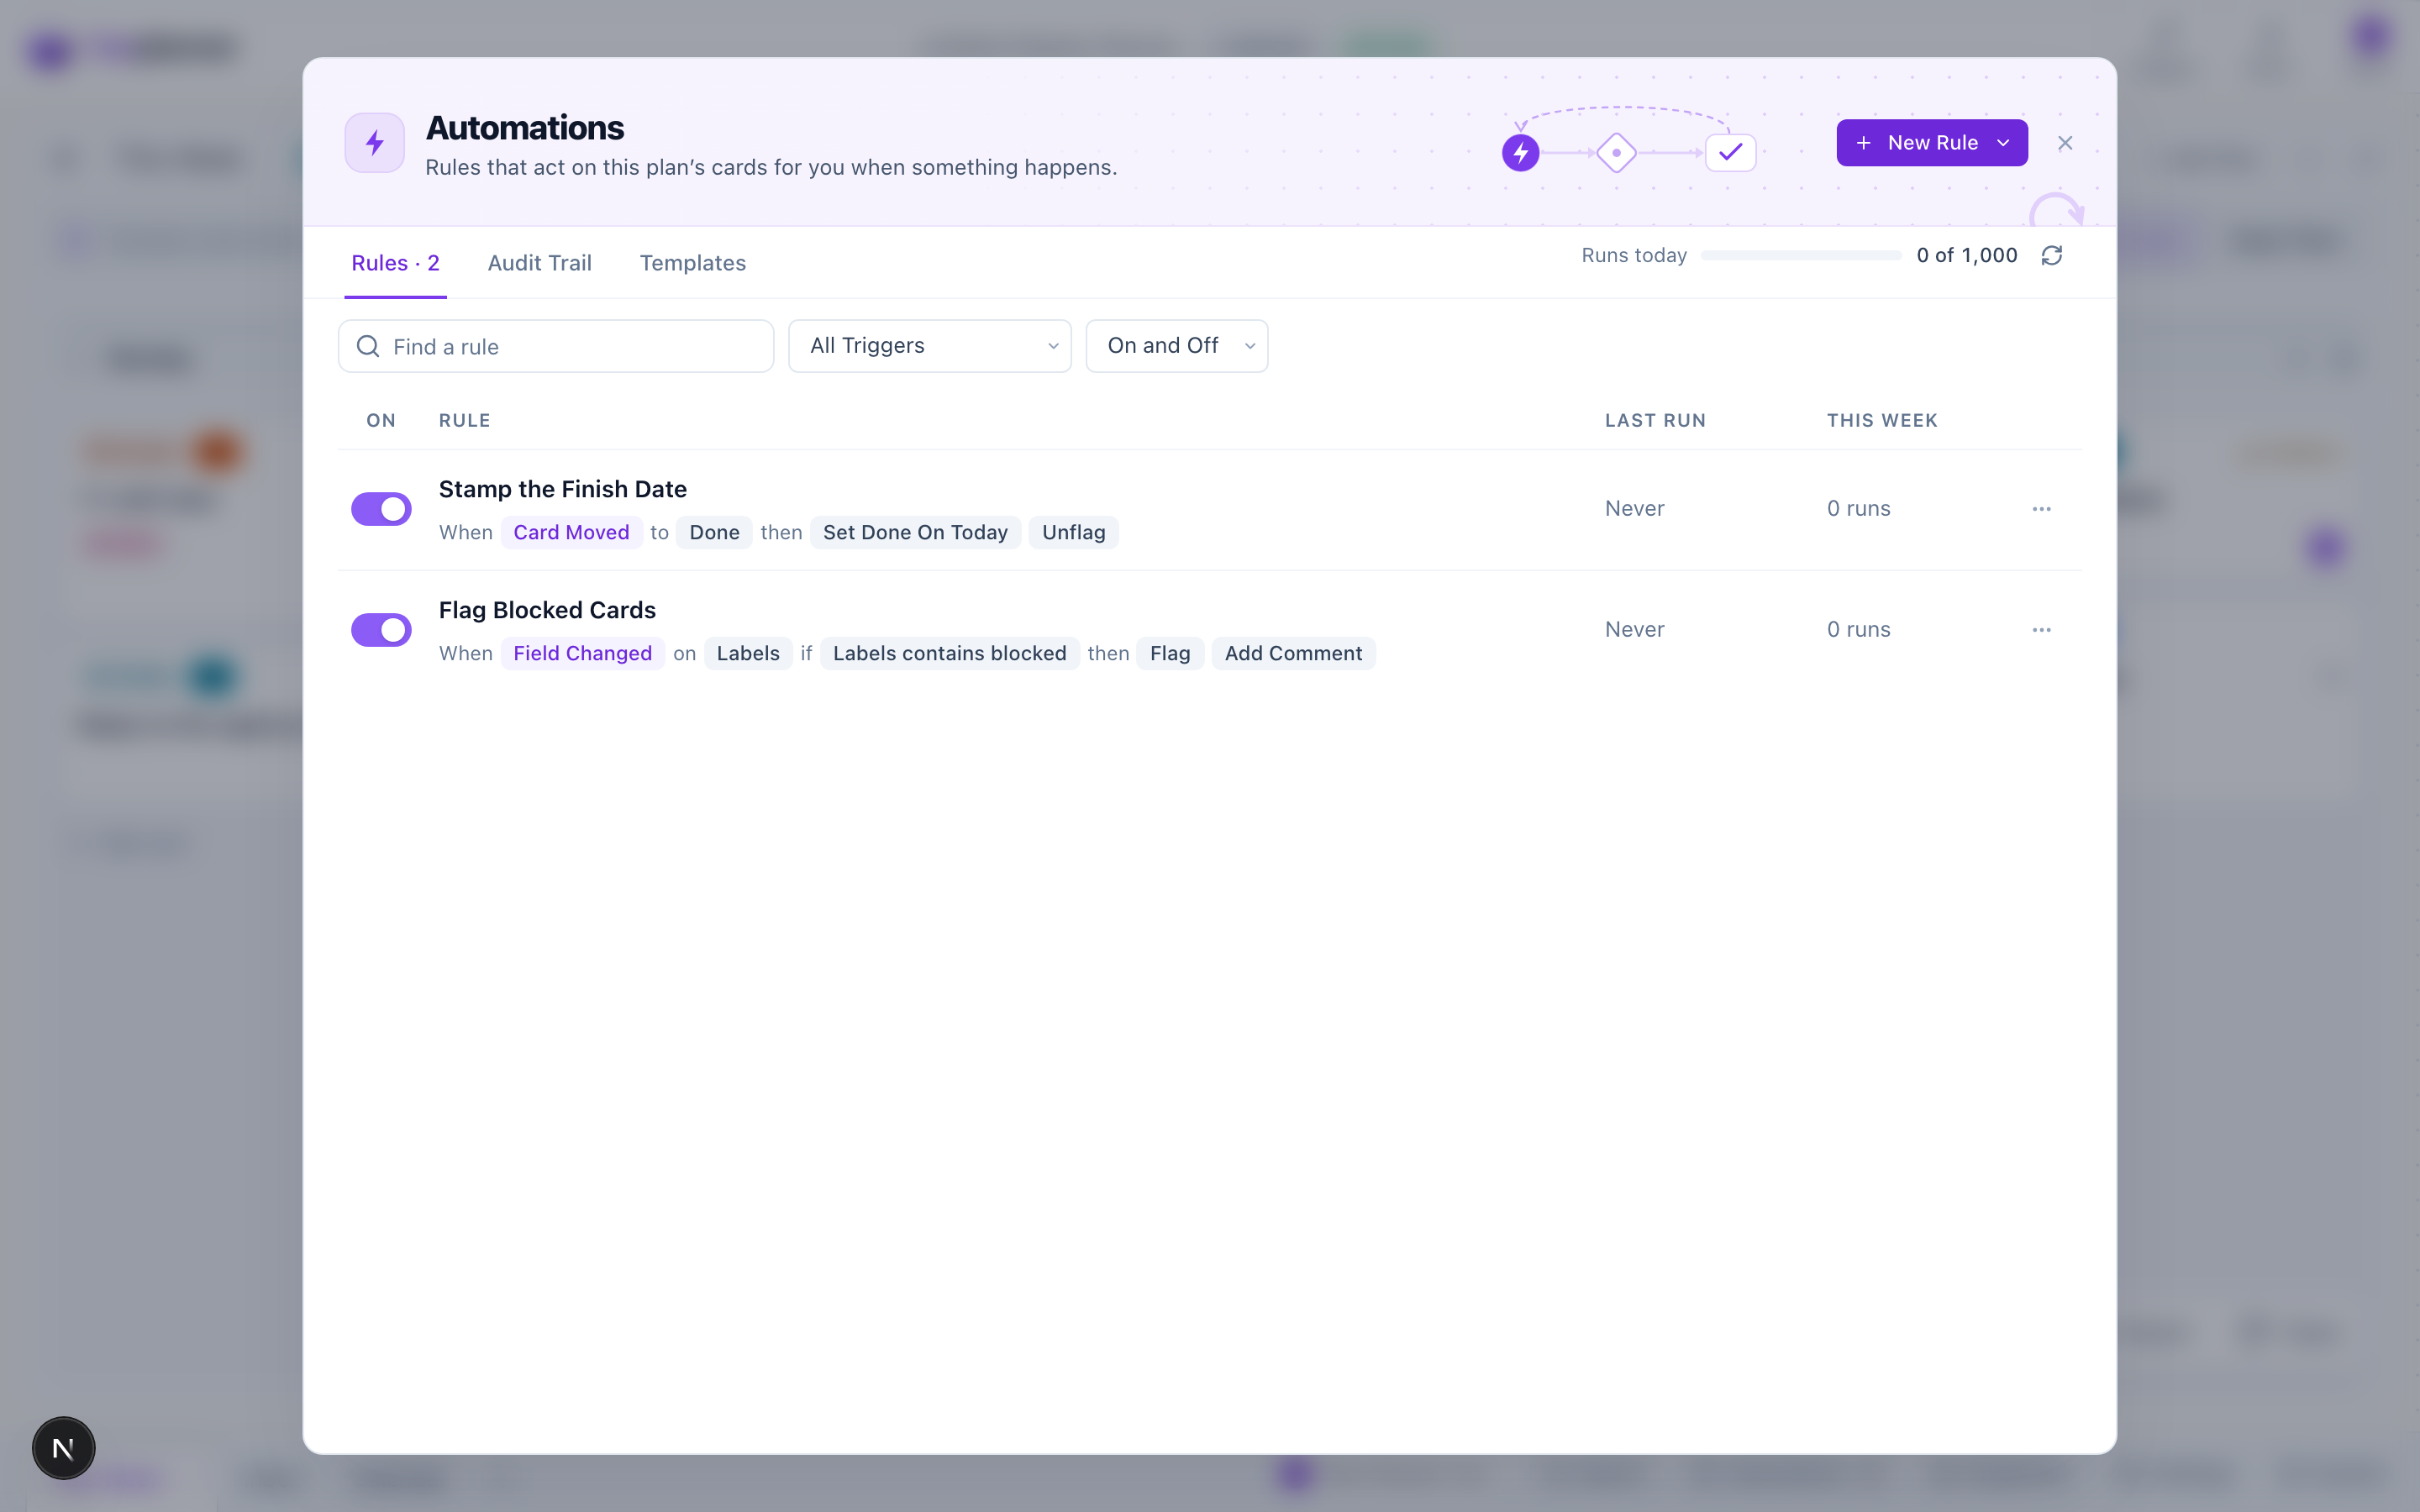 Automations
Rules that act on this plan’s cards for you when something happens.
New Rule
Rules · 2
Audit Trail
Templates
Runs today
0 of 1,000
Find a rule
All Triggers
On and Off
ON
RULE
LAST RUN
THIS WEEK
Stamp the Finish Date
When Card Moved to Done then Set Done On Today Unflag
Never
0 runs
Flag Blocked Cards
When Field Changed on Labels if Labels contains blocked then Flag Add Comment
Never
0 runs
N